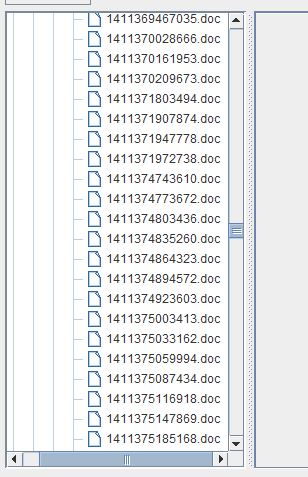 1411369467035.doc
1411370028666.doc
1411370161953.doc
1411370209673.doc
1411371803494.doc
1411371907874.doc
1411371947778.doc
1411371972738.doc
1411374743610.doc
1411374773672.doc
1411374803436.doc
1411374835260.doc
1411374864323.doc
1411374894572.doc
1411374923603.doc
1411375003413.doc
1411375033162.doc
1411375059994.doc
1411375087434.doc
1411375116918.doc
1411375147869.doc
1411375185168.doc